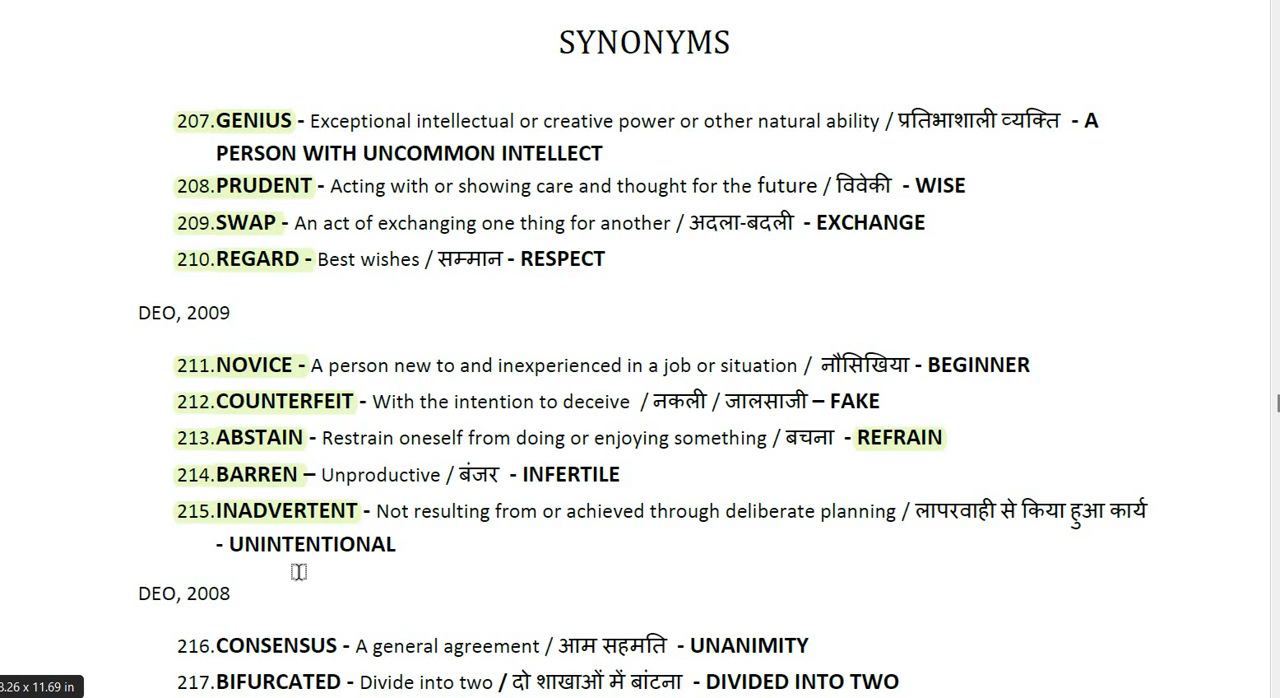 SYNONYMS
207.GENIUS - Exceptional intellectual or creative power or other natural ability / प्रतिभाशाली व्यक्ति - A
PERSON WITH UNCOMMON INTELLECT
208.PRUDENT - Acting with or showing care and thought for the future / विवेकी - WISE
209.SWAP - An act of exchanging one thing for another / अदला-बदली - EXCHANGE
210.REGARD - Best wishes / सम्मान - RESPECT
DEO, 2009
211.NOVICE - A person new to and inexperienced in a job or situation / नौसिखिया - BEGINNER
212.COUNTERFEIT - With the intention to deceive / नकली / जालसाजी – FAKE
213.ABSTAIN - Restrain oneself from doing or enjoying something / बचना - REFRAIN
214.BARREN – Unproductive / बंजर - INFERTILE
215.INADVERTENT - Not resulting from or achieved through deliberate planning / लापरवाही से किया हुआ कार्य
- UNINTENTIONAL
DEO, 2008
216.CONSENSUS - A general agreement / आम सहमति - UNANIMITY
217.BIFURCATED - Divide into two / दो शाखाओं में बांटना - DIVIDED INTO TWO
8.26 x 11.69 in